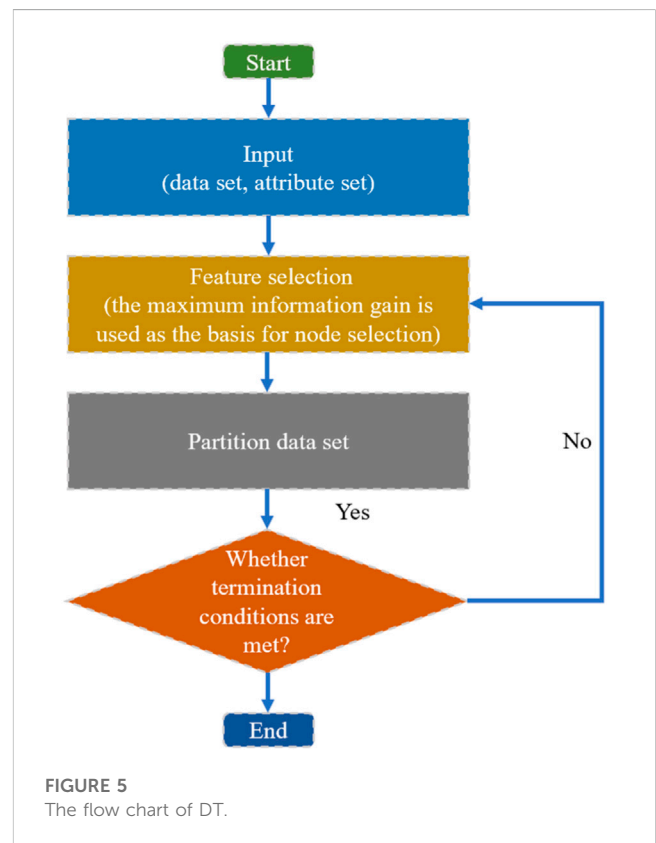 Start
Input
(data set, attribute set)
Feature selection
(the maximum information gain is
used as the basis for node selection)
Partition data set
No
Yes
Whether
termination
conditions are
met?
End
FIGURE 5
The flow chart of DT.